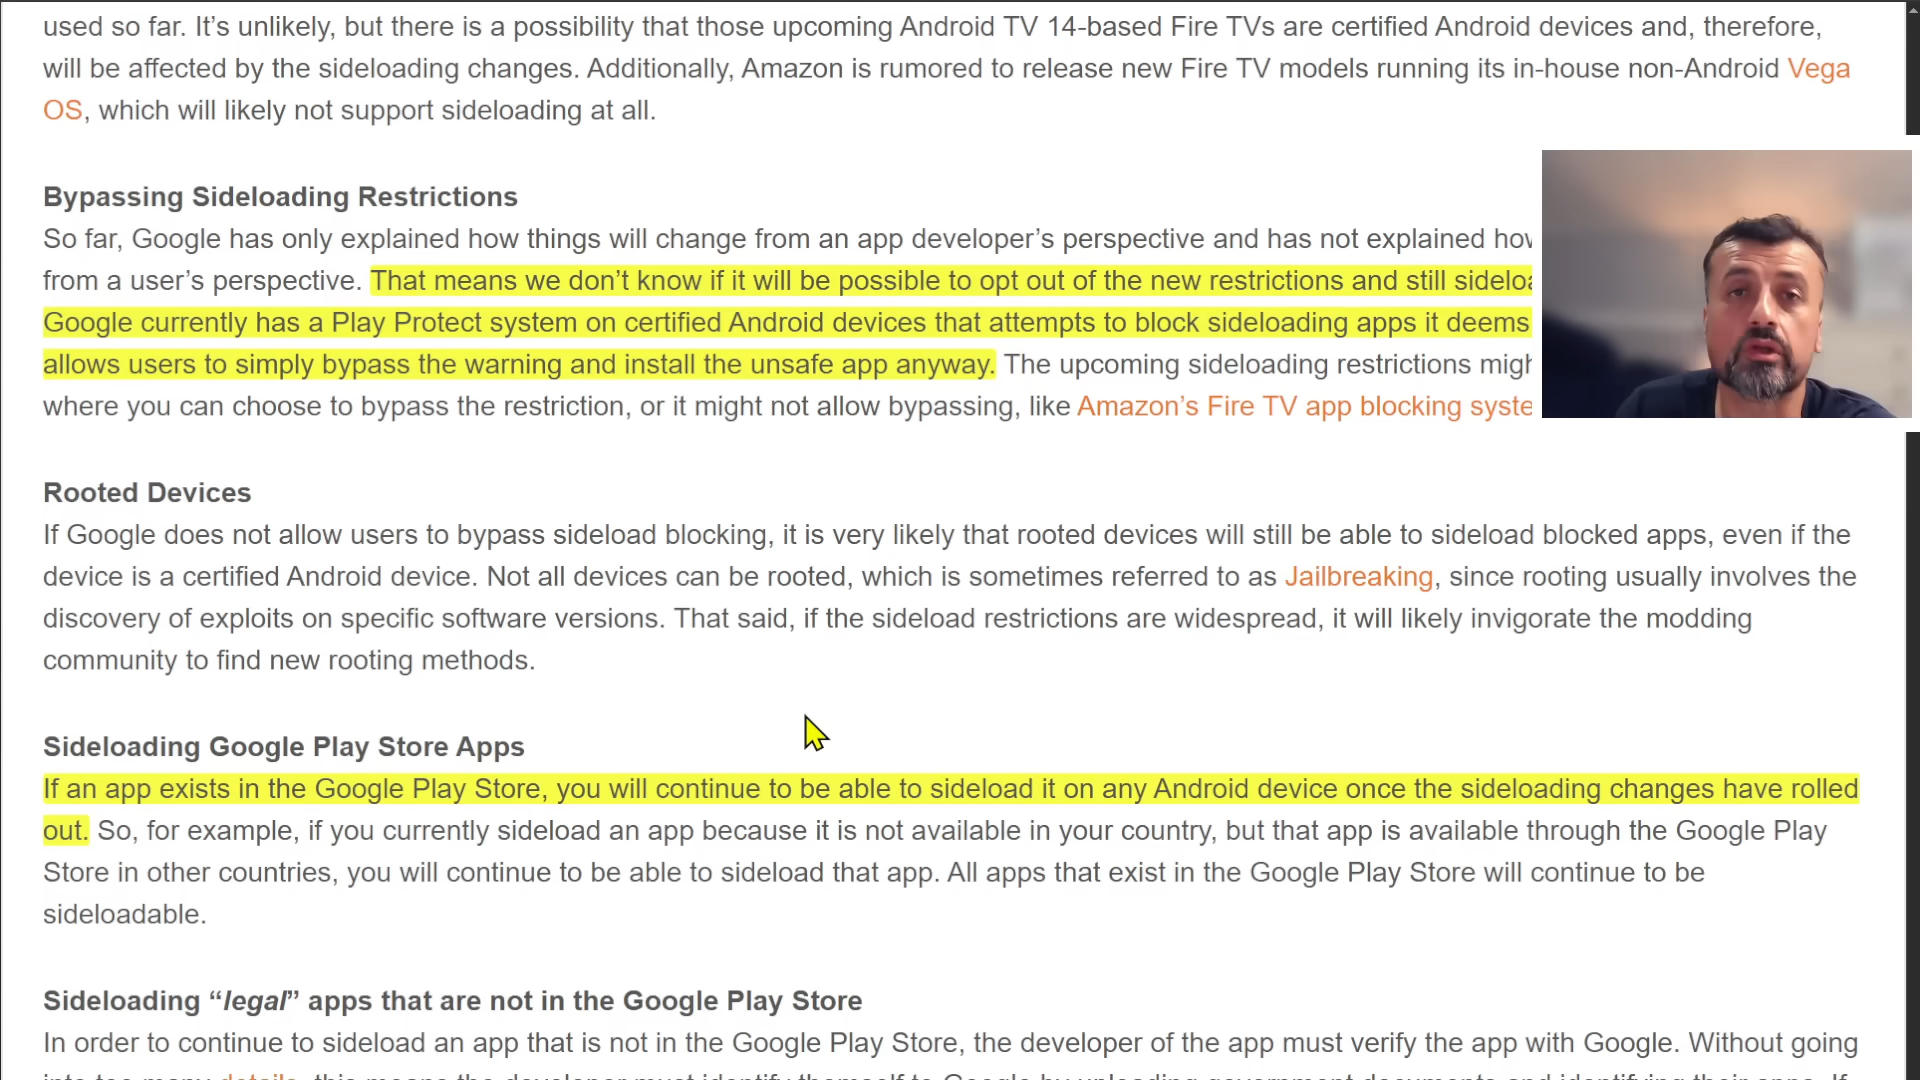 used so far. It’s unlikely, but there is a possibility that those upcoming Android TV 14-based Fire TVs are certified Android devices and, therefore,
will be affected by the sideloading changes. Additionally, Amazon is rumored to release new Fire TV models running its in-house non-Android Vega
OS, which will likely not support sideloading at all.
Bypassing Sideloading Restrictions
So far, Google has only explained how things will change from an app developer’s perspective and has not explained how
from a user’s perspective. That means we don’t know if it will be possible to opt out of the new restrictions and still
Google currently has a Play Protect system on certified Android devices that attempts to block sideloading apps it deems
allows users to simply bypass the warning and install the unsafe app anyway. The upcoming sideloading restrictions
where you can choose to bypass the restriction, or it might not allow bypassing, like Amazon’s Fire TV app blocking
Rooted Devices
If Google does not allow users to bypass sideload blocking, it is very likely that rooted devices will still be able to sideload blocked apps, even if the
device is a certified Android device. Not all devices can be rooted, which is sometimes referred to as Jailbreaking, since rooting usually involves the
discovery of exploits on specific software versions. That said, if the sideload restrictions are widespread, it will likely invigorate the modding
community to find new rooting methods.
Sideloading Google Play Store Apps
If an app exists in the Google Play Store, you will continue to be able to sideload it on any Android device once the sideloading changes have rolled
out. So, for example, if you currently sideload an app because it is not available in your country, but that app is available through the Google Play
Store in other countries, you will continue to be able to sideload that app. All apps that exist in the Google Play Store will continue to be
sideloadable.
Sideloading “legal” apps that are not in the Google Play Store
In order to continue to sideload an app that is not in the Google Play Store, the developer of the app must verify the app with Google. Without going